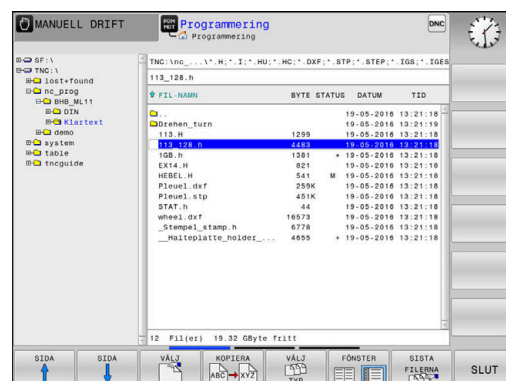 MANUELL DRIFT
PGM MGT Programmering
Programmering
DNC
SF:\
TNC:\
lost+found
nc_prog
BHB_ML11
DIN
Klartext
demo
system
table
tncguide
TNC:\nc_...\*.H;*.I;*.HU;*.HC;*.DXF;*.STP;*.STEP;*.IGS;*.IGES
113_128.h
FIL-NAMN BYTE STATUS DATUM TID
.. 19-05-2016 13:21:18
Drehen_turn 19-05-2016 13:21:19
113.H 1299 19-05-2016 13:21:18
113_128.h 4483 19-05-2016 13:21:18
1GB.h 1381 + 19-05-2016 13:21:18
EX14.H 821 19-05-2016 13:21:18
HEBEL.H 541 M 19-05-2016 13:21:18
Pleuel.dxf 259K 19-05-2016 13:21:18
Pleuel.stp 451K 19-05-2016 13:21:18
STAT.h 44 19-05-2016 13:21:18
wheel.dxf 16573 19-05-2016 13:21:18
_Stempel_stamp.h 6778 19-05-2016 13:21:18
__Halteplatte_holder_... 4655 + 19-05-2016 13:21:18
12 Fil(er) 19.32 GByte fritt
SIDA SIDA VÄLJ KOPIERA VÄLJ FÖNSTER SISTA FILERNA SLUT
ABC XYZ TYP